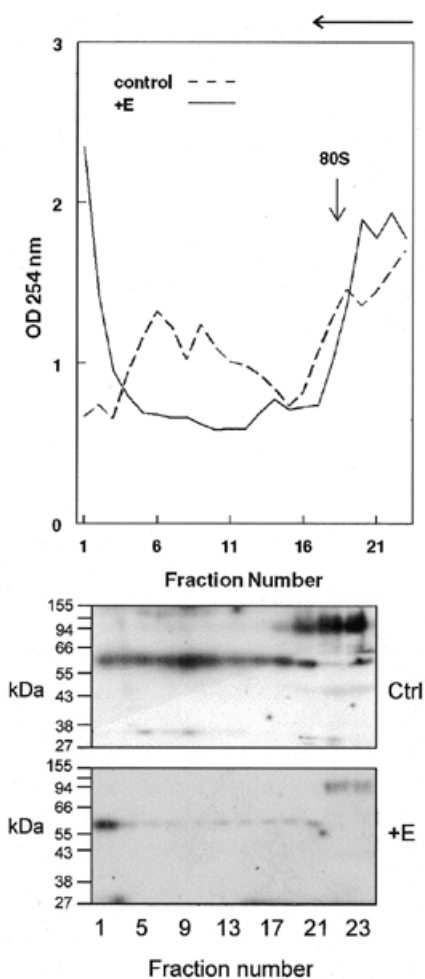 3
control
+E
80S
2
OD 254 nm
1
0
1 6 11 16 21
Fraction Number
155
94
66
55
43
38
27
kDa
Ctrl
155
94
66
55
43
38
27
kDa
+E
1 5 9 13 17 21 23
Fraction number